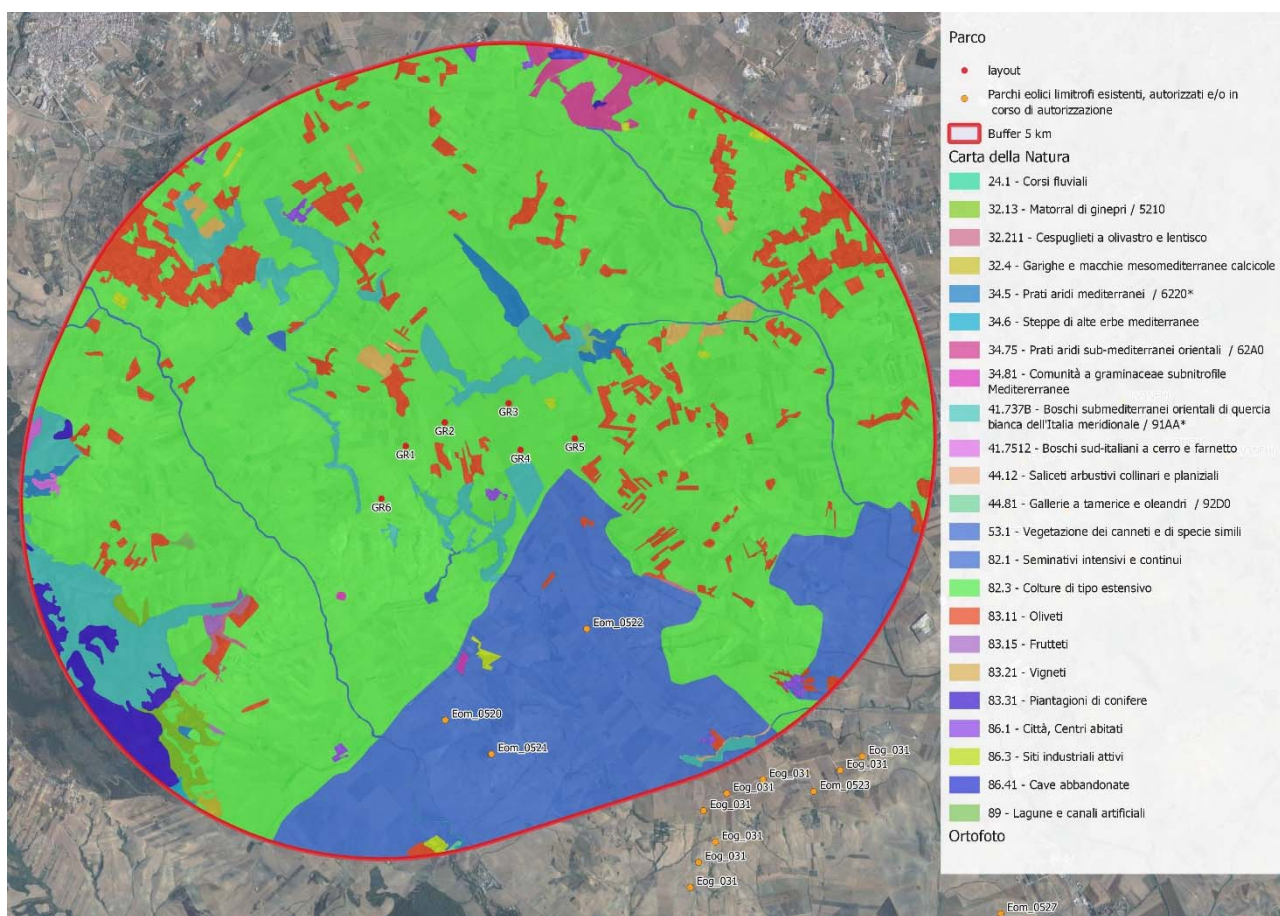 Parco
layout
Parchi eolici limitrofi esistenti, autorizzati e/o in
corso di autorizzazione
Buffer 5 km
Carta della Natura
24.1 - Corsi fluviali
32.13 - Matorral di ginepri / 5210
32.211 - Cespuglieti a olivastro e lentisco
32.4 - Garighe e macchie mesomediterranee calcicole
34.5 - Prati aridi mediterranei / 6220*
34.6 - Steppe di alte erbe mediterranee
34.75 - Prati aridi sub-mediterranei orientali / 62A0
34.81 - Comunità a graminaceae subnitrofile
Meditererranee
41.737B - Boschi submediterranei orientali di quercia
bianca dell'Italia meridionale / 91AA*
41.7512 - Boschi sud-italiani a cerro e farnetto
44.12 - Saliceti arbustivi collinari e planiziali
44.81 - Gallerie a tamerice e oleandri / 92D0
53.1 - Vegetazione dei canneti e di specie simili
82.1 - Seminativi intensivi e continui
82.3 - Colture di tipo estensivo
83.11 - Oliveti
83.15 - Frutteti
83.21 - Vigneti
83.31 - Piantagioni di conifere
86.1 - Città, Centri abitati
86.3 - Siti industriali attivi
86.41 - Cave abbandonate
89 - Lagune e canali artificiali
Ortofoto
GR3
GR2
GR5
GR1
GR4
GR6
Eom_0522
Eom_0520
Eom_0521
Eog_031
Eog_031
Eog_031
Eom_0523
Eog_031
Eog_031
Eog_031
Eog_031
Eog_031
Eom_0527